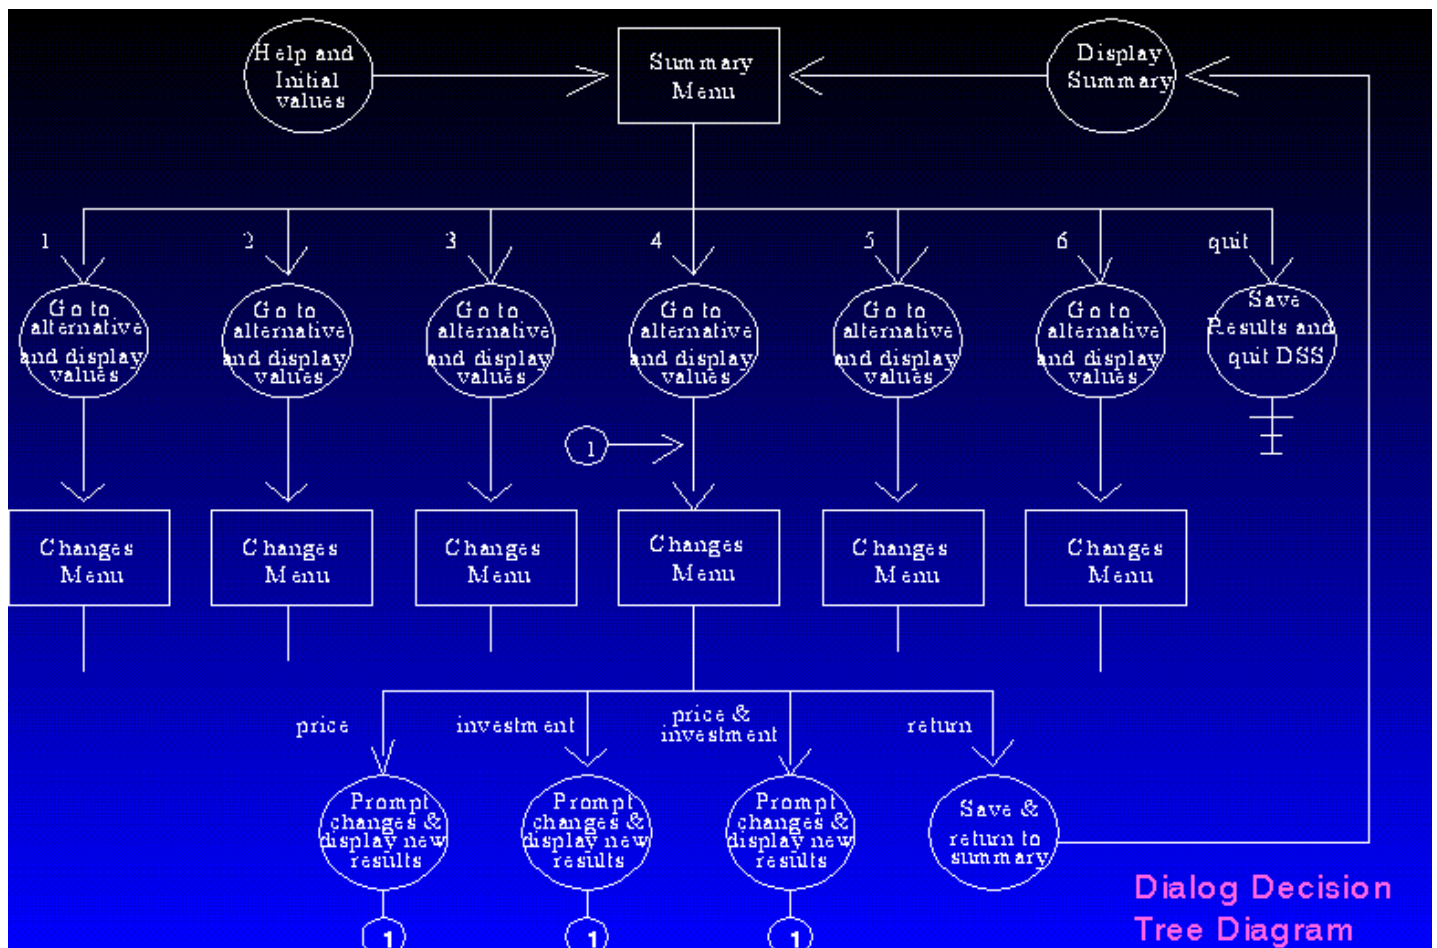 Help and
Initial
values
Summary
Menu
Display
Summary
1
2
3
4
5
6
quit
Go to
alternative
and display
values
Go to
alternative
and display
values
Go to
alternative
and display
values
Go to
alternative
and display
values
Go to
alternative
and display
values
Go to
alternative
and display
values
Save
Results and
quit DSS
1
Changes
Menu
Changes
Menu
Changes
Menu
Changes
Menu
Changes
Menu
Changes
Menu
price
investment
price &
investment
return
Prompt
changes &
display new
results
Prompt
changes &
display new
results
Prompt
changes &
display new
results
Save &
return to
summary
1
1
1
Dialog Decision
Tree Diagram